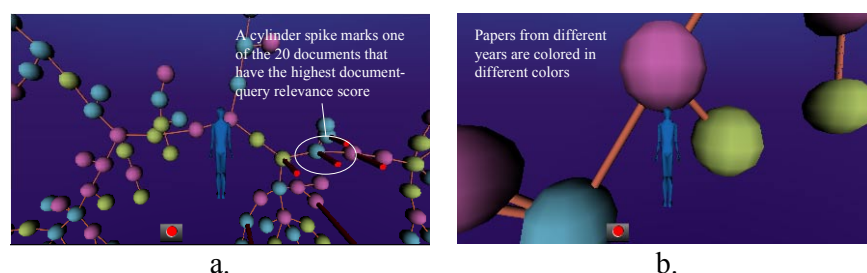 A cylinder spike marks one
of the 20 documents that
have the highest document-
query relevance score
Papers from different
years are colored in
different colors
a.
b.